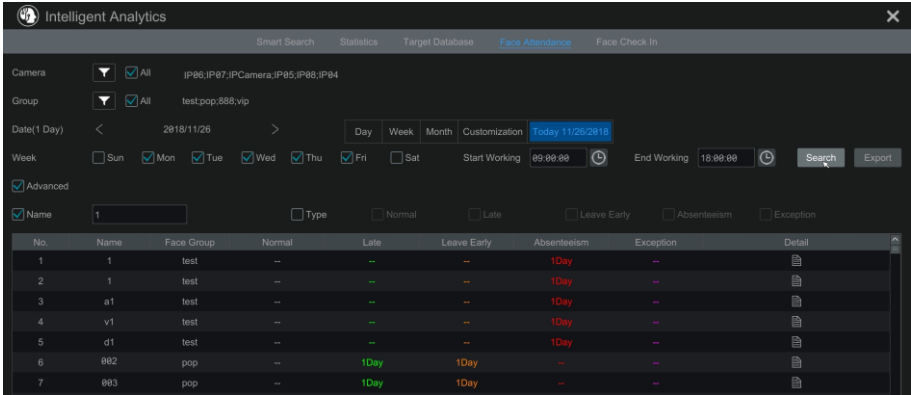 Intelligent Analytics
Smart Search Statistics Target Database Face Attendance Face Check In
Camera All IP06;IP07;IPCamera;IP05;IP08;IP04
Group All test;pop;888;vip
Date(1 Day) < 2018/11/26 > Day Week Month Customization Today 11/26/2018
Week Sun Mon Tue Wed Thu Fri Sat Start Working 09:00:00 End Working 18:00:00 Search Export
Advanced
Name 1 Type Normal Late Leave Early Absenteeism Exception
No. Name Face Group Normal Late Leave Early Absenteeism Exception Detail
1 1 test -- -- -- 1Day --
2 1 test -- -- -- 1Day --
3 a1 test -- -- -- 1Day --
4 v1 test -- -- -- 1Day --
5 d1 test -- -- -- 1Day --
6 002 pop -- 1Day 1Day -- --
7 003 pop -- 1Day 1Day -- --